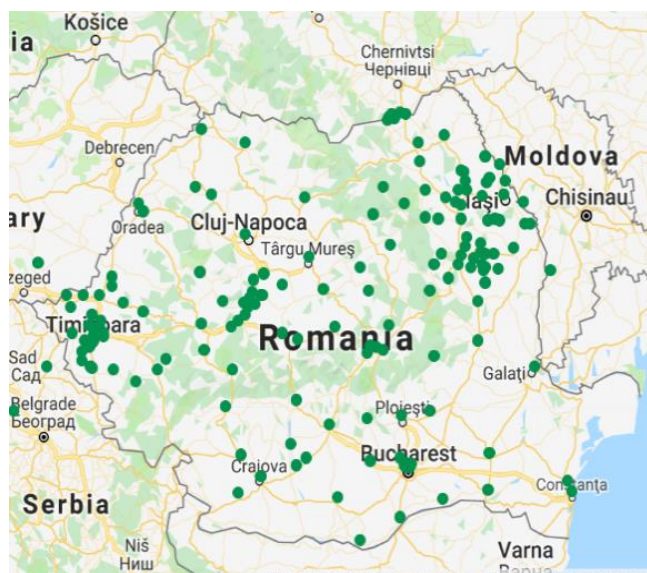 Košice
ia
Chernivtsi
Чернівці
Debrecen
Moldova
Iași
Chisinau
Oradea
ary
Cluj-Napoca
Târgu Mureș
zeged
Timișoara
Romania
Sad
Сад
Galați
Belgrade
Београд
Ploiești
Bucharest
Craiova
Constanța
Serbia
Niš
Ниш
Varna